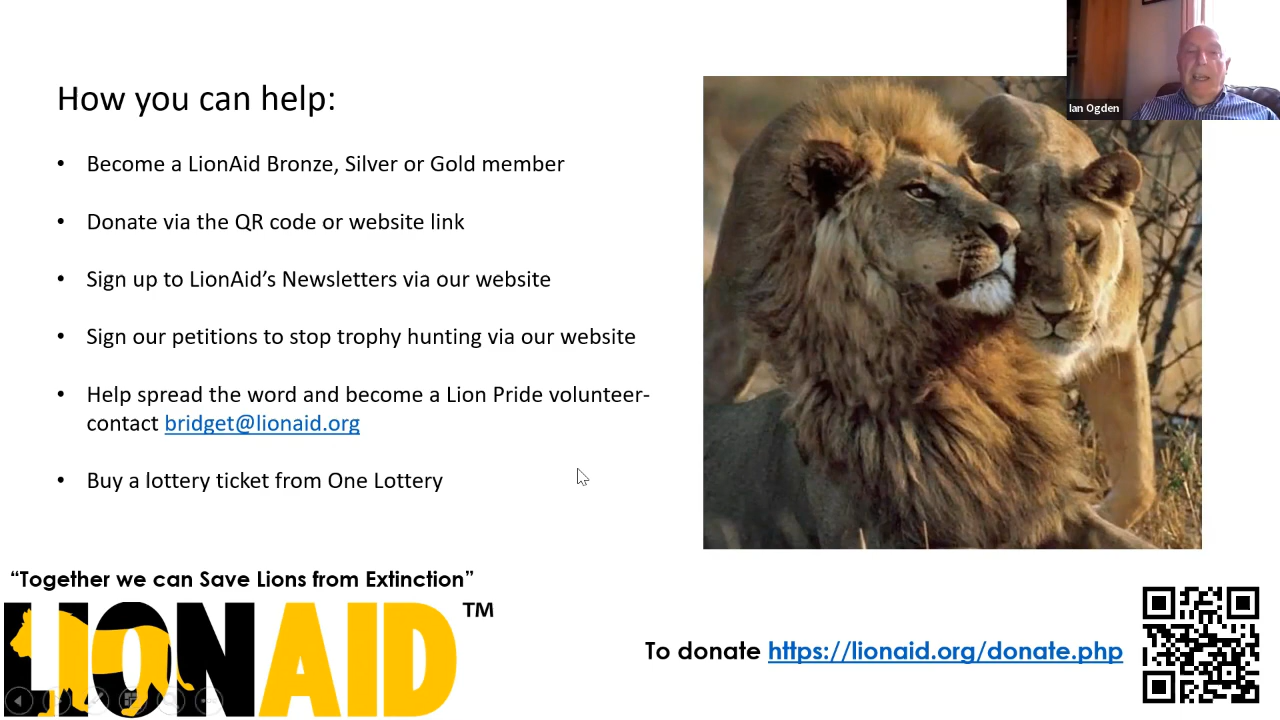 Ian Ogden
How you can help:
• Become a LionAid Bronze, Silver or Gold member
• Donate via the QR code or website link
• Sign up to LionAid’s Newsletters via our website
• Sign our petitions to stop trophy hunting via our website
• Help spread the word and become a Lion Pride volunteer-
contact bridget@lionaid.org
• Buy a lottery ticket from One Lottery
“Together we can Save Lions from Extinction”
LIONAID™
To donate https://lionaid.org/donate.php